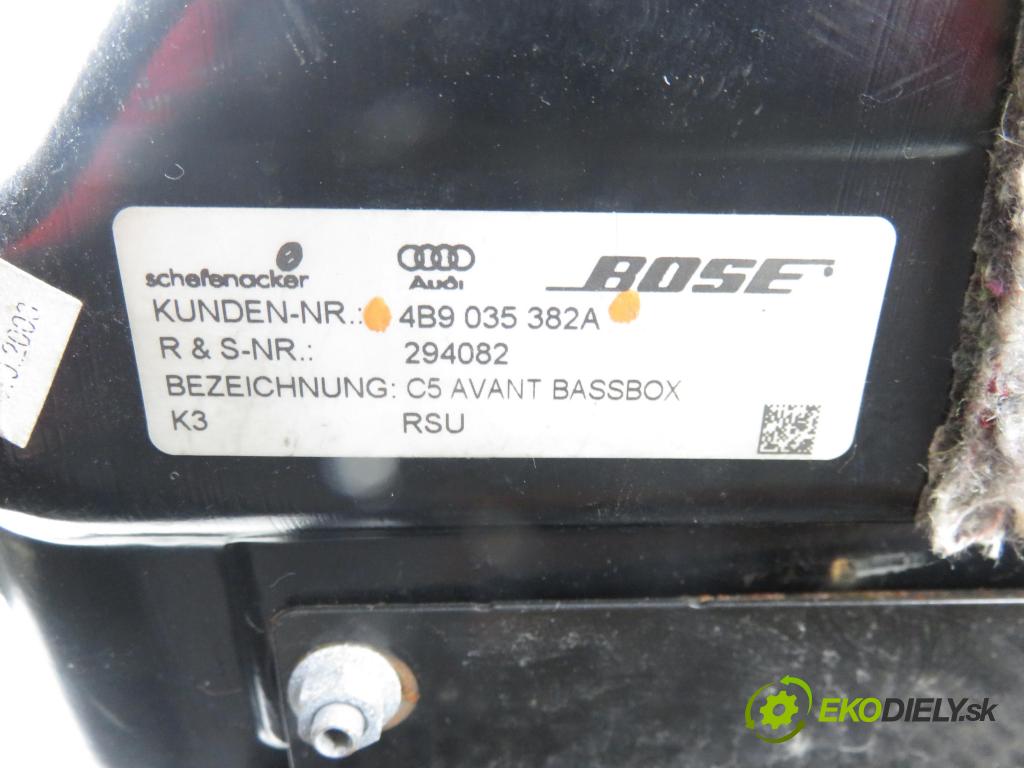 schefenacker Audi BOSE
KUNDEN-NR.: 4B9 035 382A
R & S-NR.: 294082
BEZEICHNUNG: C5 AVANT BASSBOX
K3 RSU
EKODIELY.sk